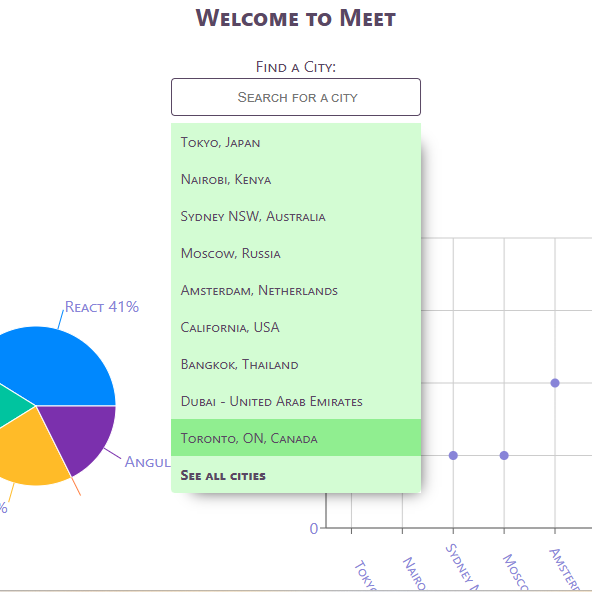 Welcome to Meet
Find a City:
Search for a city
Tokyo, Japan
Nairobi, Kenya
Sydney NSW, Australia
Moscow, Russia
Amsterdam, Netherlands
California, USA
Bangkok, Thailand
Dubai - United Arab Emirates
Toronto, ON, Canada
See all cities
React 41%
Angul
%
0
Toky
Nairo
Sydney N
Mosco
Amster